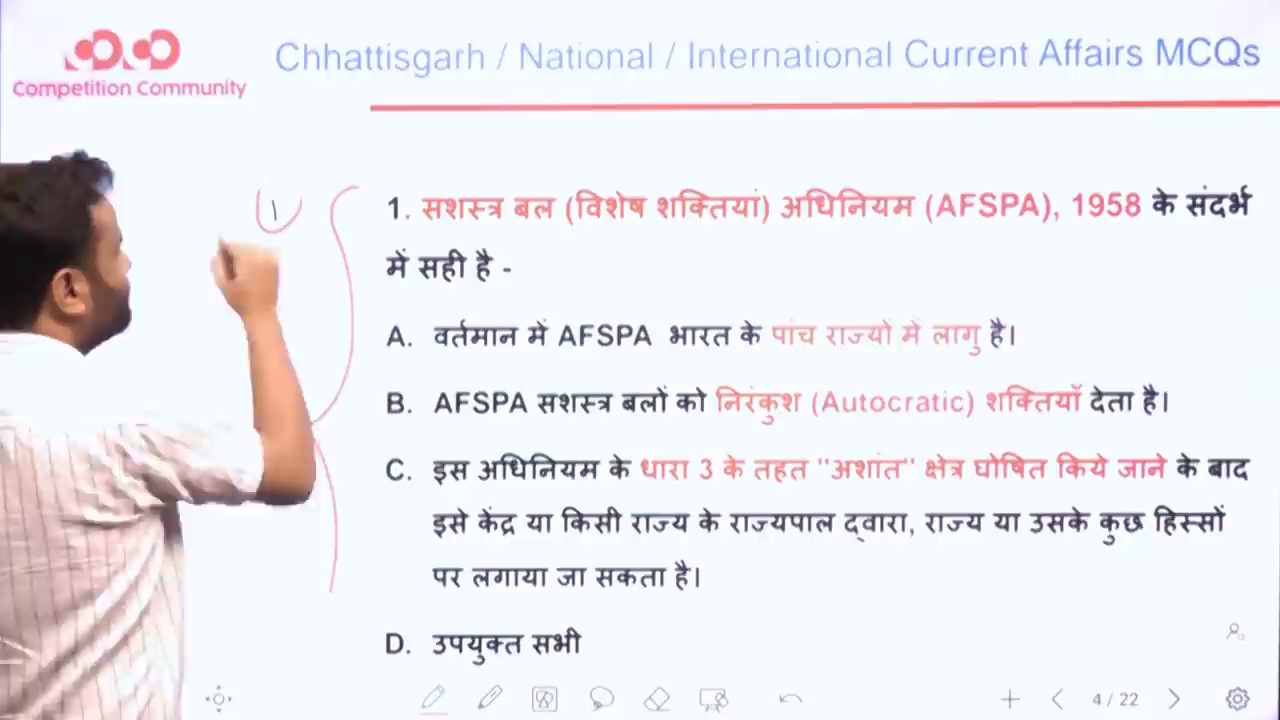 Competition Community
Chhattisgarh / National / International Current Affairs MCQs
1
1. सशस्त्र बल (विशेष शक्तियां) अधिनियम (AFSPA), 1958 के संदर्भ
में सही है -
A. वर्तमान में AFSPA भारत के पांच राज्यों में लागु है।
B. AFSPA सशस्त्र बलों को निरंकुश (Autocratic) शक्तियाँ देता है।
C. इस अधिनियम के धारा 3 के तहत "अशांत" क्षेत्र घोषित किये जाने के बाद
इसे केंद्र या किसी राज्य के राज्यपाल द्वारा, राज्य या उसके कुछ हिस्सों
पर लगाया जा सकता है।
D. उपयुक्त सभी
4 / 22